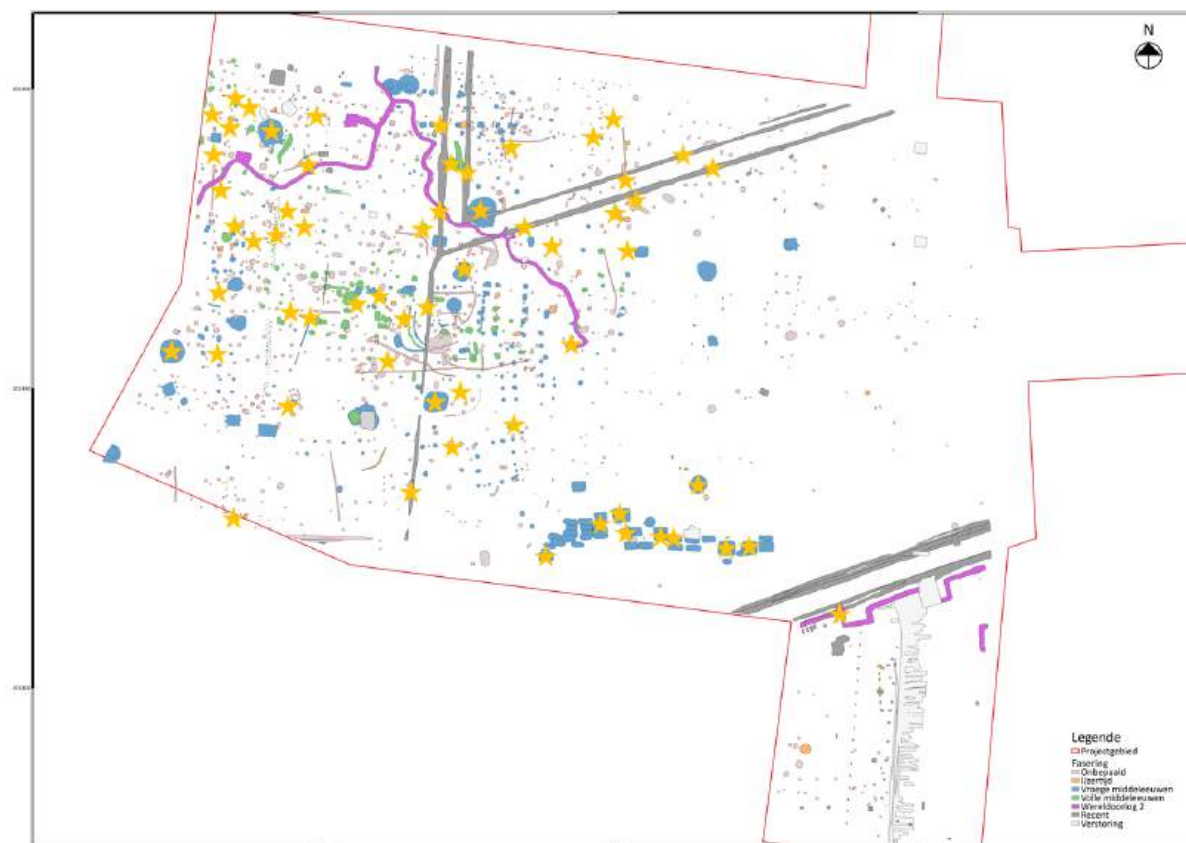 N
Legende
Projectgebied
Fasering
Onbepaald
IJzertijd
Vroege middeleeuwen
Volle middeleeuwen
Wereldoorlog 2
Recent
Verstoring